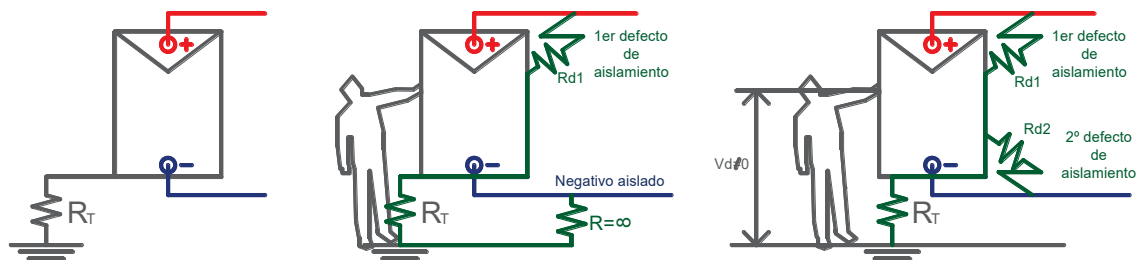 +
−
RT
1er defecto
de
aislamiento
Rd1
+
−
Negativo aislado
RT
R=∞
1er defecto
de
aislamiento
Rd1
+
Rd2
2º defecto
de
aislamiento
Vd≠0
−
RT